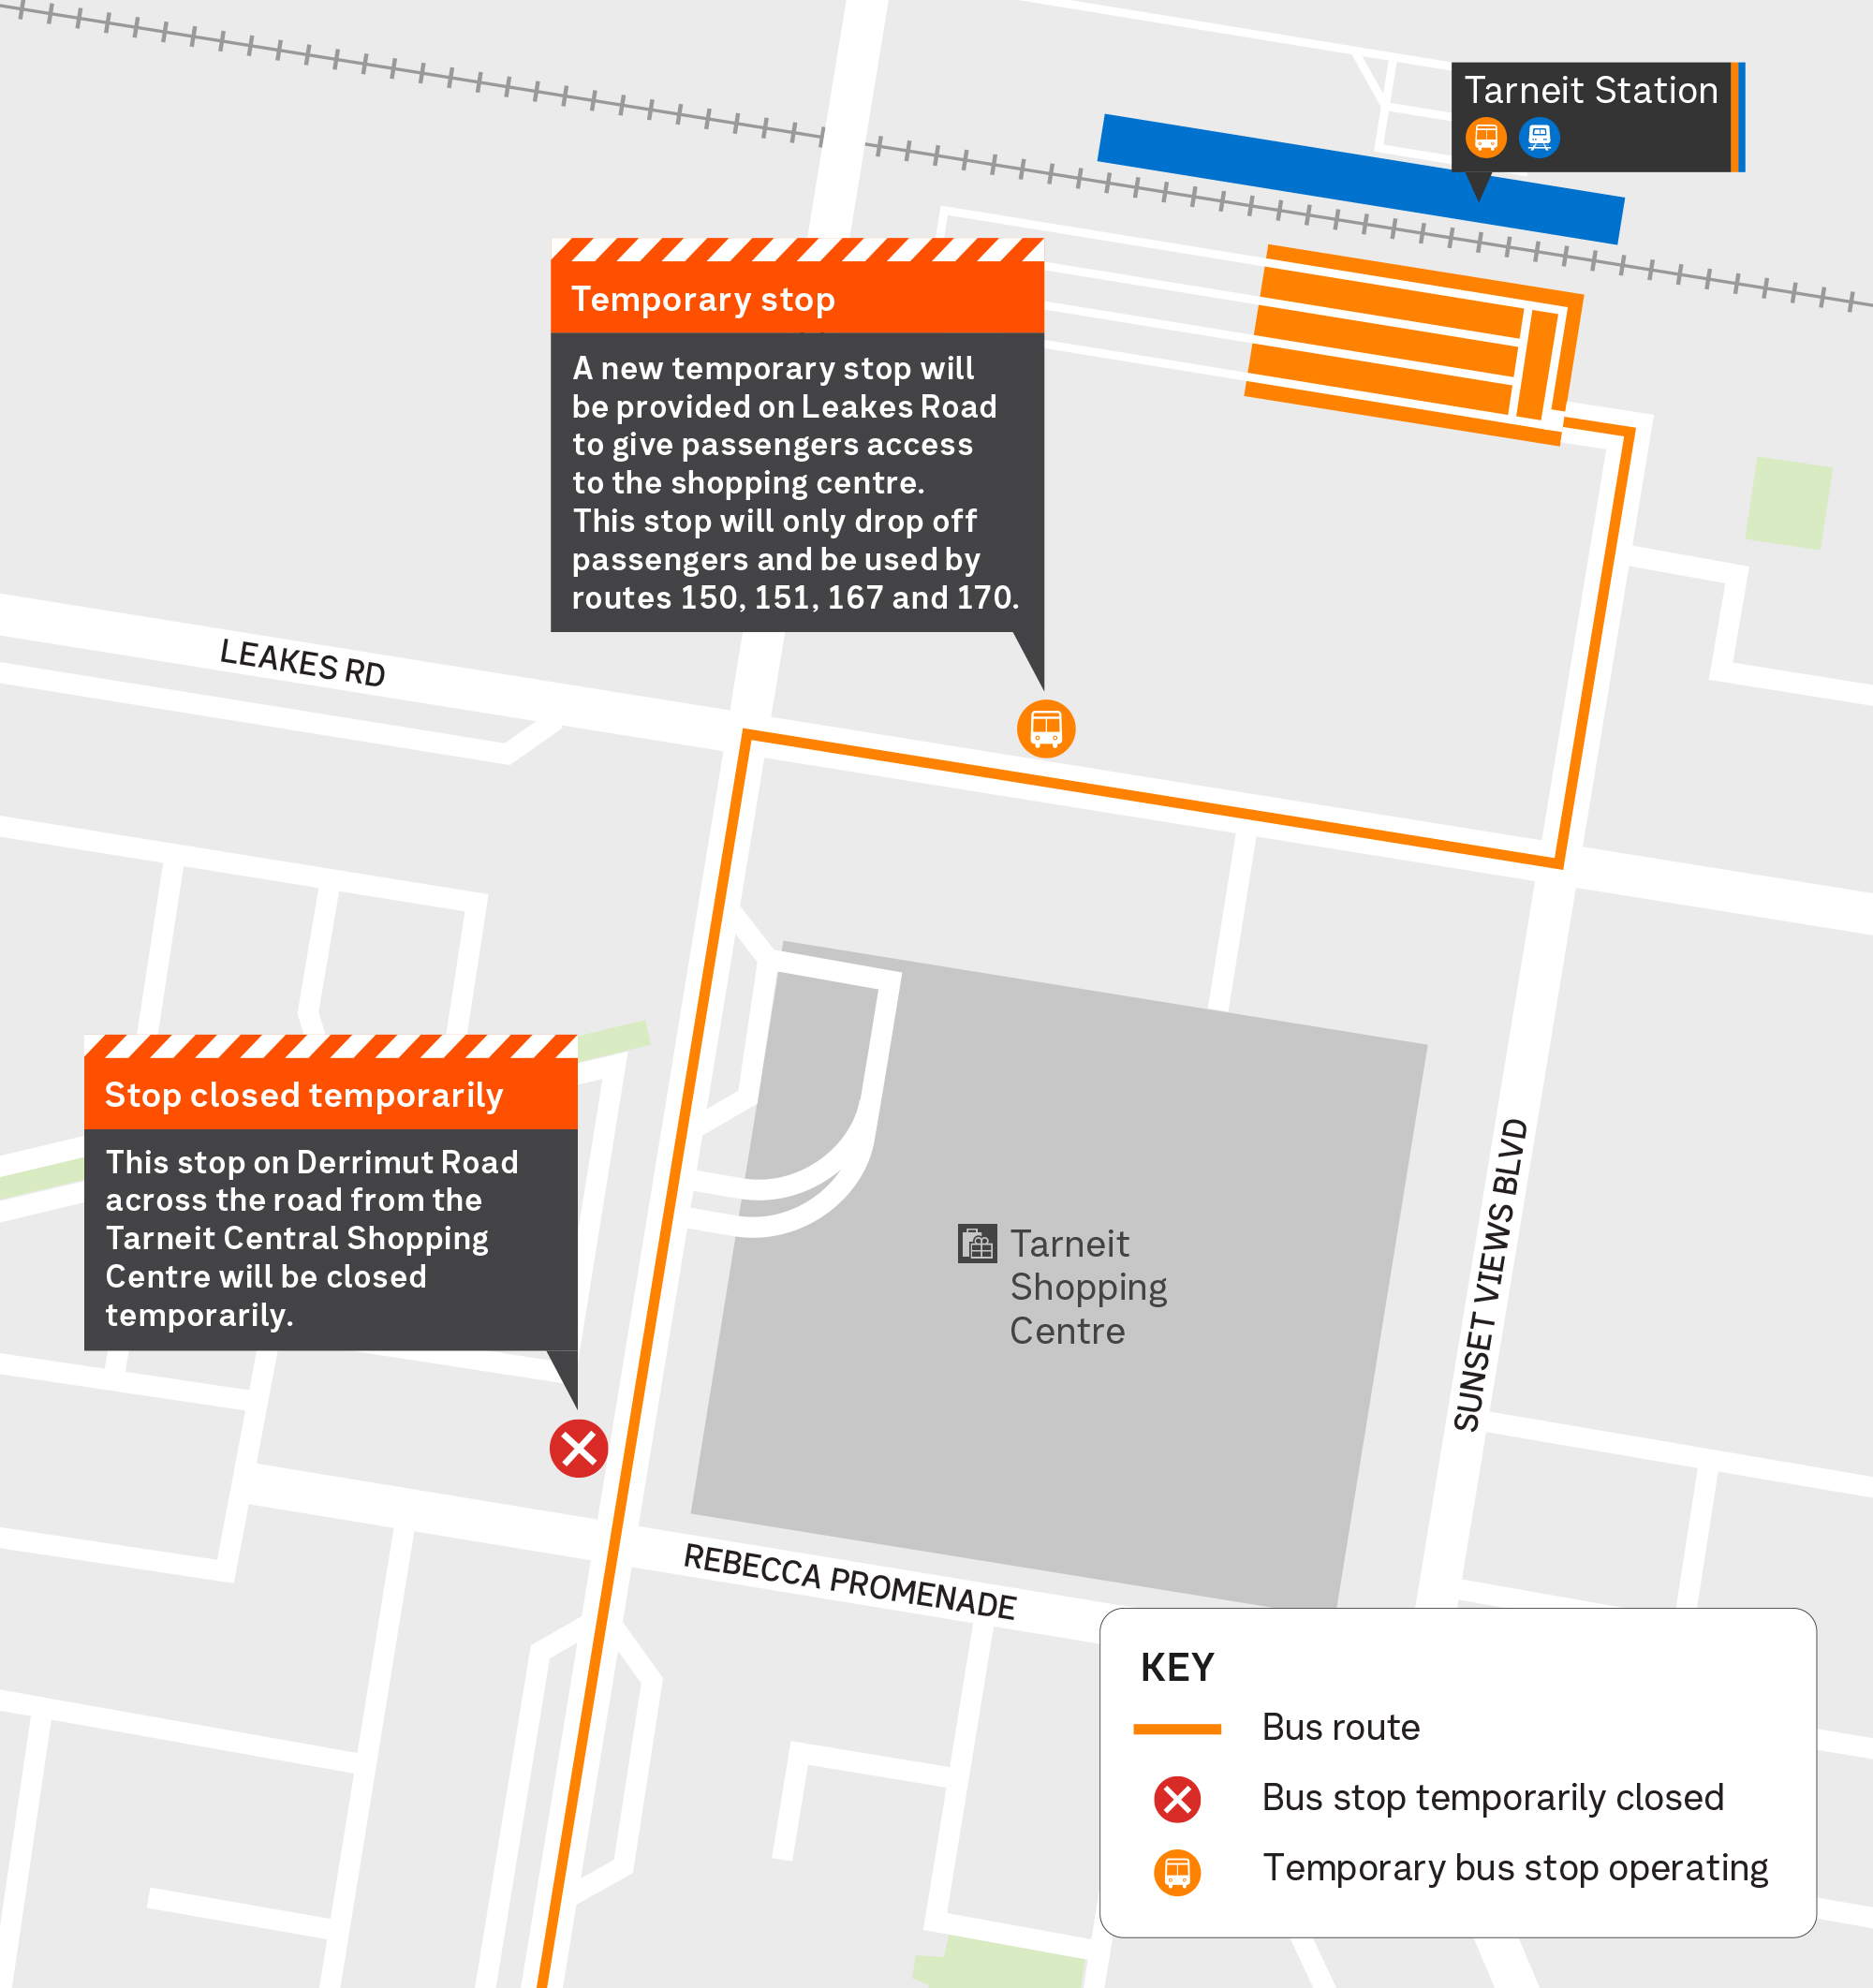 Tarneit Station
Temporary stop
A new temporary stop will
be provided on Leakes Road
to give passengers access
to the shopping centre.
This stop will only drop off
passengers and be used by
routes 150, 151, 167 and 170.
LEAKES RD
Stop closed temporarily
This stop on Derrimut Road
across the road from the
Tarneit Central Shopping
Centre will be closed
temporarily.
Tarneit
Shopping
Centre
SUNSET VIEWS BLVD
REBECCA PROMENADE
KEY
Bus route
Bus stop temporarily closed
Temporary bus stop operating